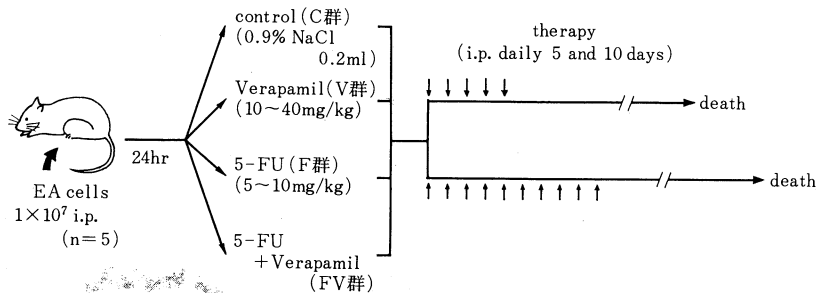 control(C群)
(0.9% NaCl
0.2ml)
Verapamil(V群)
(10～40mg/kg)
5-FU(F群)
(5～10mg/kg)
5-FU
+Verapamil
(FV群)
24hr
EA cells
1×10⁷ i.p.
(n=5)
therapy
(i.p. daily 5 and 10 days)
death
death